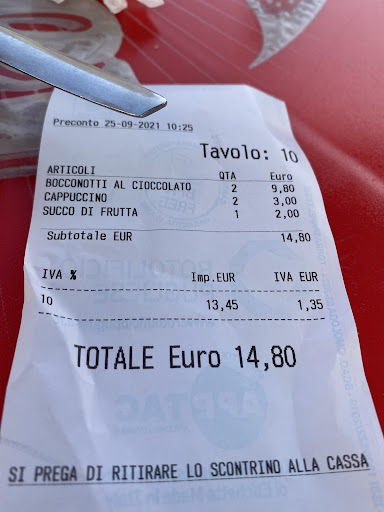 Preconto 25-09-2021 10:25
Tavolo: 10
ARTICOLI QTA Euro
BOCCONOTTI AL CIOCCOLATO 2 9,80
CAPPUCCINO 2 3,00
SUCCO DI FRUTTA 1 2,00
Subtotale EUR 14,80
IVA % Imp.EUR IVA EUR
10 13,45 1,35
TOTALE Euro 14,80
APPTAC
SI PREGA DI RITIRARE LO SCONTRINO ALLA CASSA